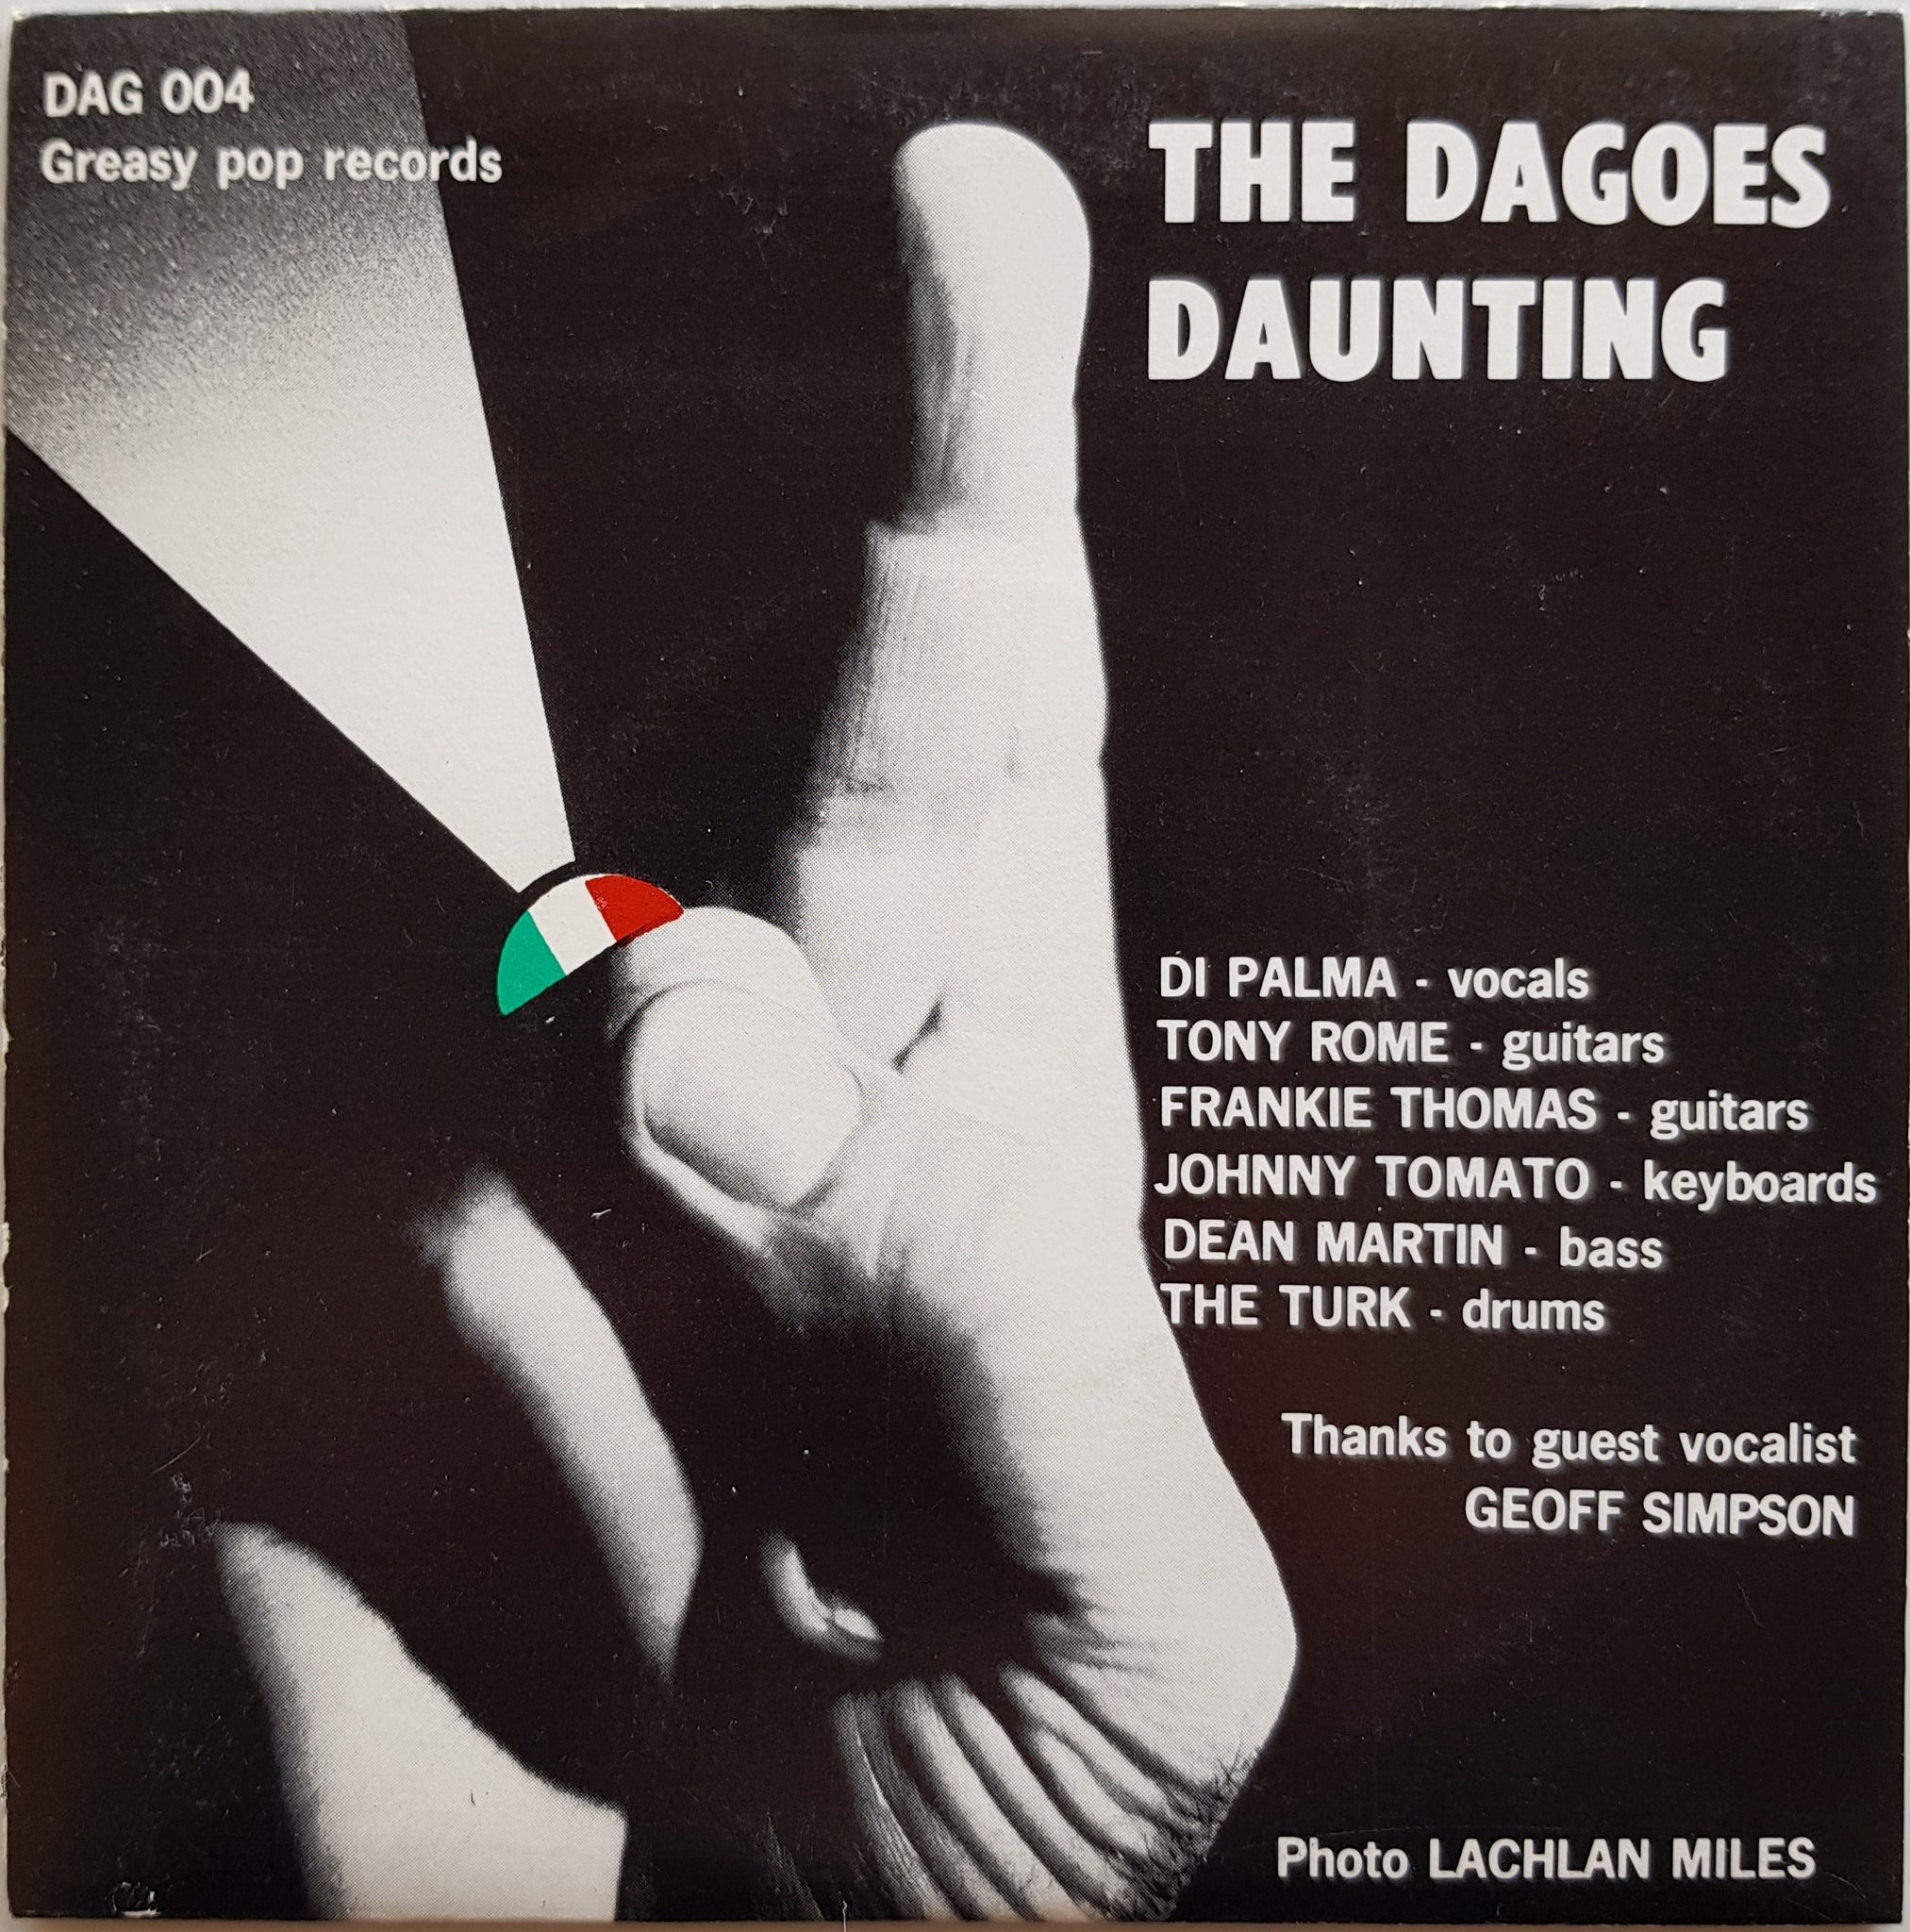 DAG 004
Greasy pop records
THE DAGOES
DAUNTING
DI PALMA - vocals
TONY ROME - guitars
FRANKIE THOMAS - guitars
JOHNNY TOMATO - keyboards
DEAN MARTIN - bass
THE TURK - drums
Thanks to guest vocalist
GEOFF SIMPSON
Photo LACHLAN MILES